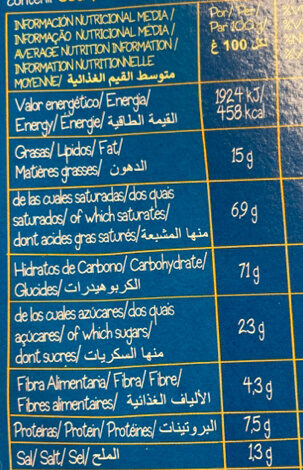 INFORMACIÓN NUTRICIONAL MEDIA/
INFORMAÇÃO NUTRICIONAL MÉDIA/
AVERAGE NUTRITION INFORMATION/
INFORMATION NUTRITIONNELLE
MOYENNE/ متوسط القيم الغذائية
Por/ Per/
Par 100 g/
لكل 100 غ
Valor energético/ Energia/
Energy/ Énergie/ القيمة الطاقية
1924 kJ/
458 kcal
Grasas/ Lípidos/ Fat/
Matières grasses/ الدهون
15 g
de las cuales saturadas/dos quais
saturados/ of which saturates/
dont acides gras saturés/ منها المشبعة
6,9 g
Hidratos de Carbono/ Carbohydrate/
Glucides/ الكربوهيدرات
71 g
de los cuales azúcares/dos quais
açúcares/ of which sugars/
dont sucres/ منها السكريات
23 g
Fibra Alimentaria/ Fibra/ Fibre/
Fibres alimentaires/ الألياف الغذائية
4,3 g
Proteínas/ Protein/ Protéines/ البروتينات
7,5 g
Sal/ Salt/ Sel/ الملح
1,3 g